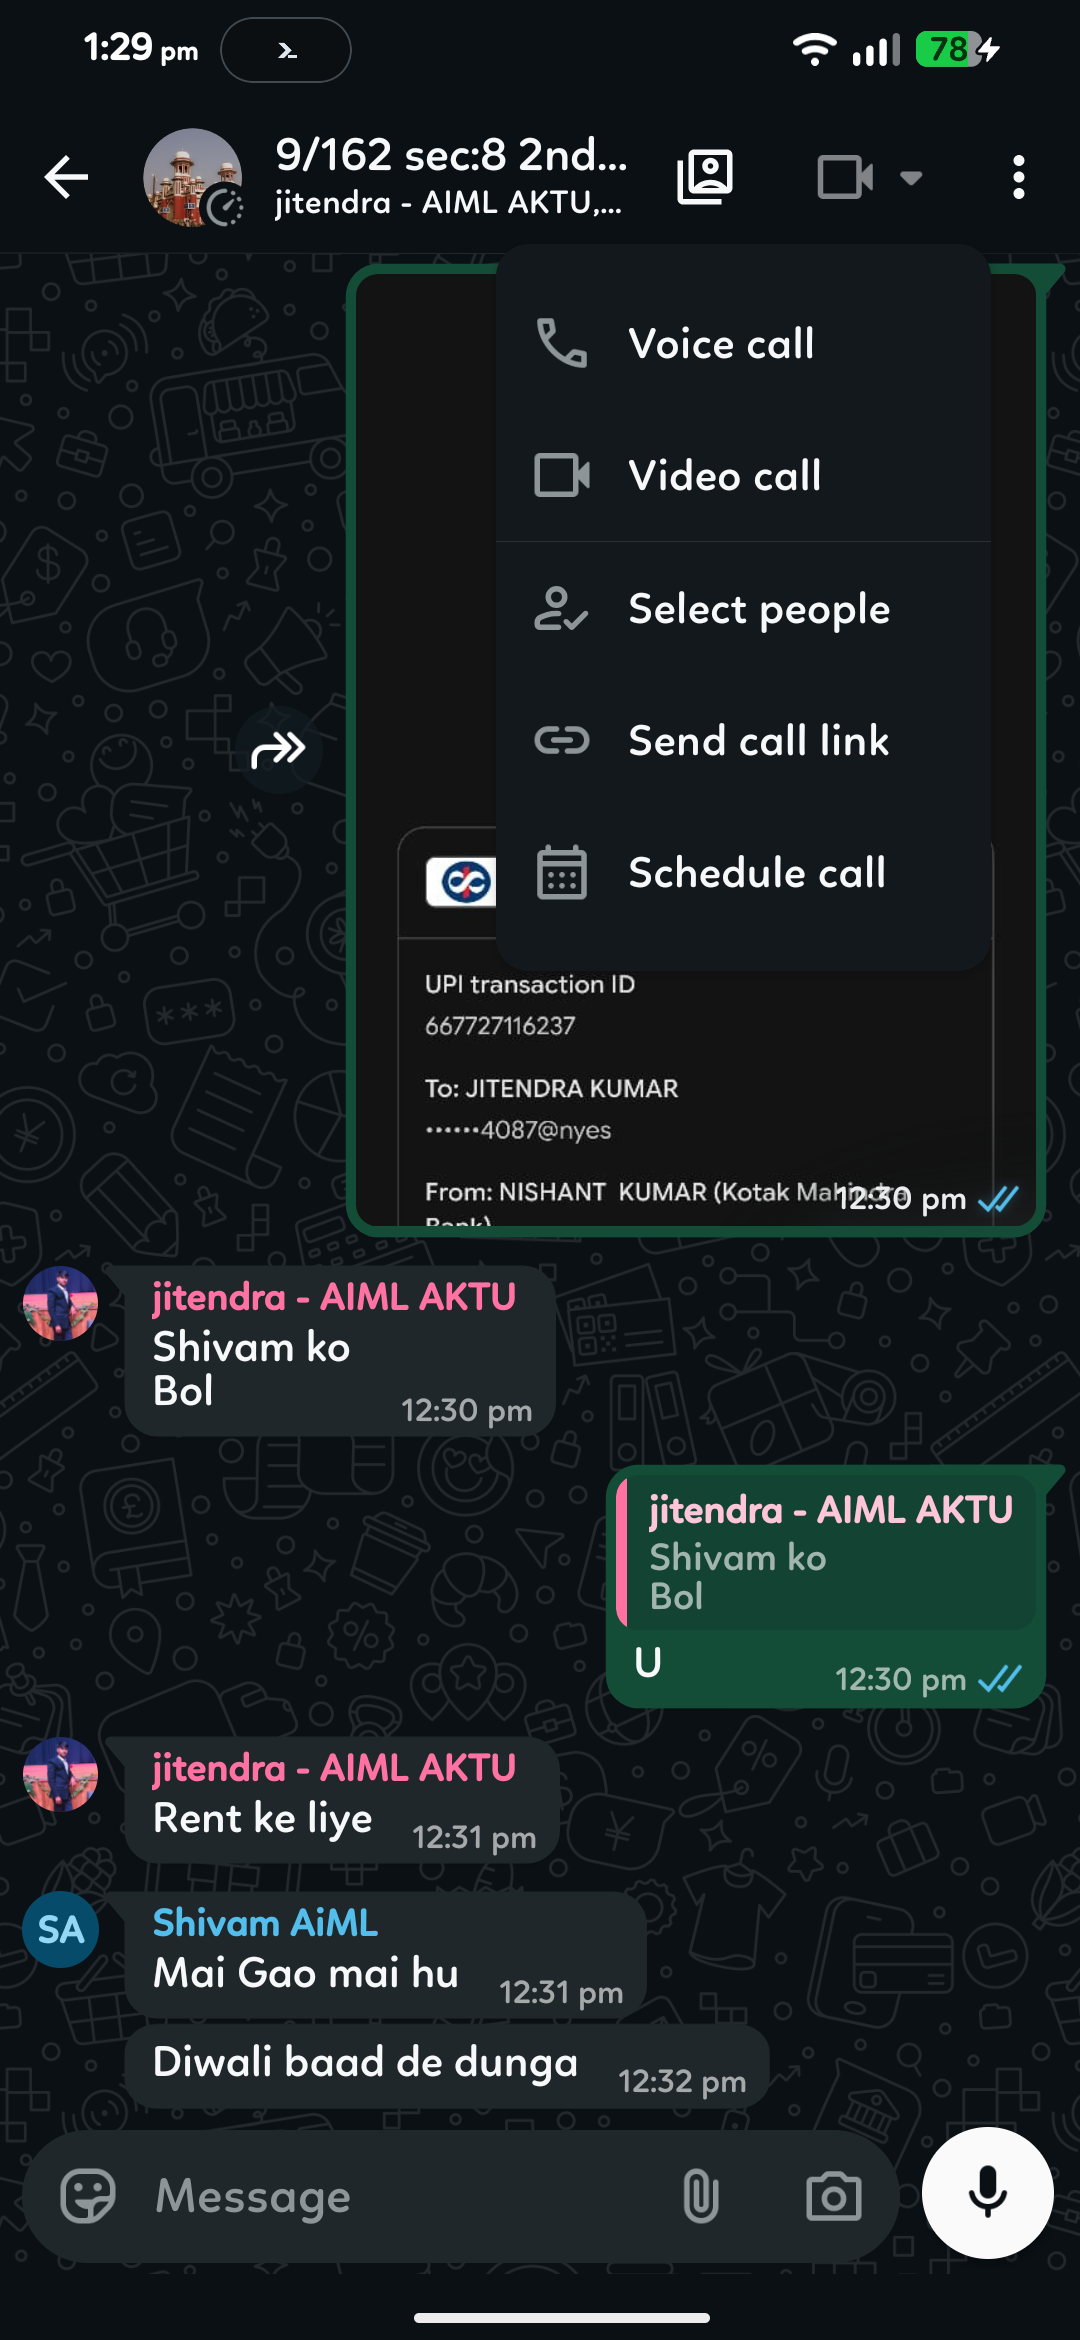 1:29 pm
78
9/162 sec:8 2nd...
jitendra - AIML AKTU,...
Voice call
Video call
Select people
Send call link
Schedule call
UPI transaction ID
667727116237
To: JITENDRA KUMAR
••••••4087@nyes
From: NISHANT KUMAR (Kotak Mahindra
Bank)
12:30 pm
jitendra - AIML AKTU
Shivam ko
Bol
12:30 pm
jitendra - AIML AKTU
Shivam ko
Bol
U
12:30 pm
jitendra - AIML AKTU
Rent ke liye
12:31 pm
SA
Shivam AiML
Mai Gao mai hu
12:31 pm
Diwali baad de dunga
12:32 pm
Message